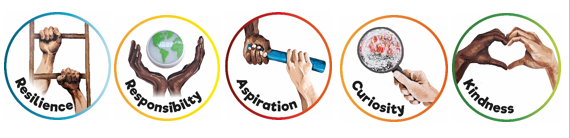 Resilience
Responsibilty
Aspiration
Curiosity
Kindness